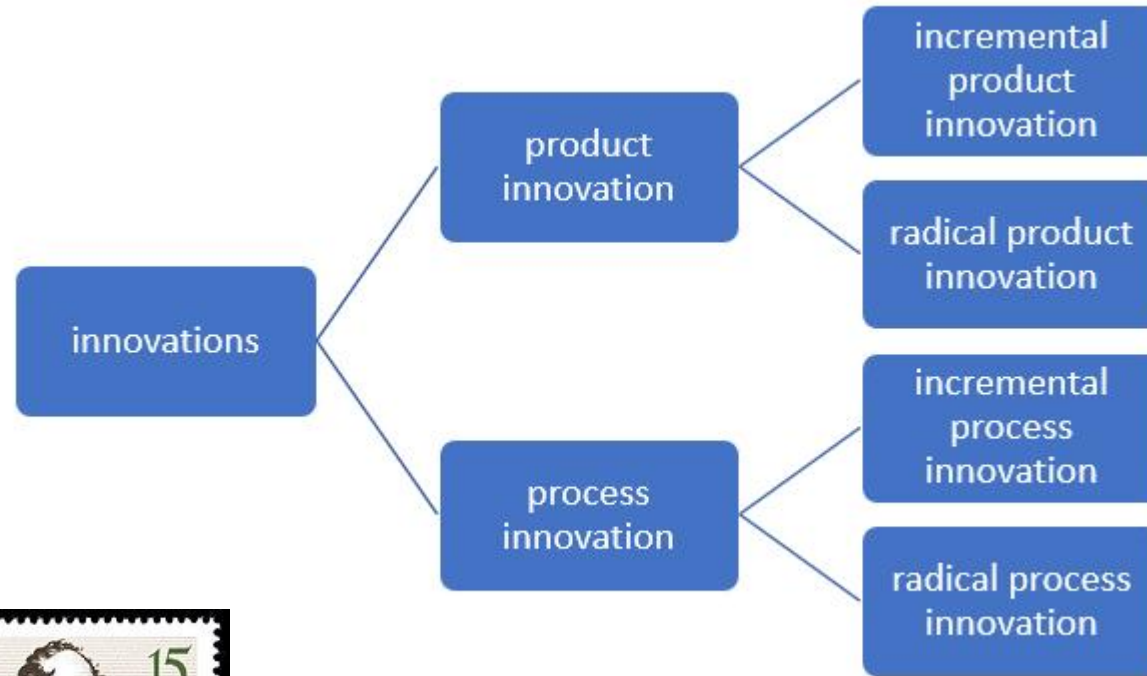 innovations
product
innovation
process
innovation
incremental
product
innovation
radical product
innovation
incremental
process
innovation
radical process
innovation
15